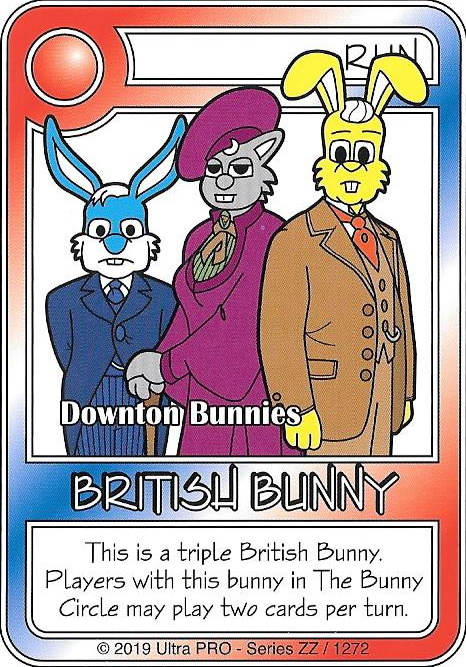 RUN
Downton Bunnies
BRITISH BUNNY
This is a triple British Bunny.
Players with this bunny in The Bunny
Circle may play two cards per turn.
© 2019 Ultra PRO - Series ZZ / 1272